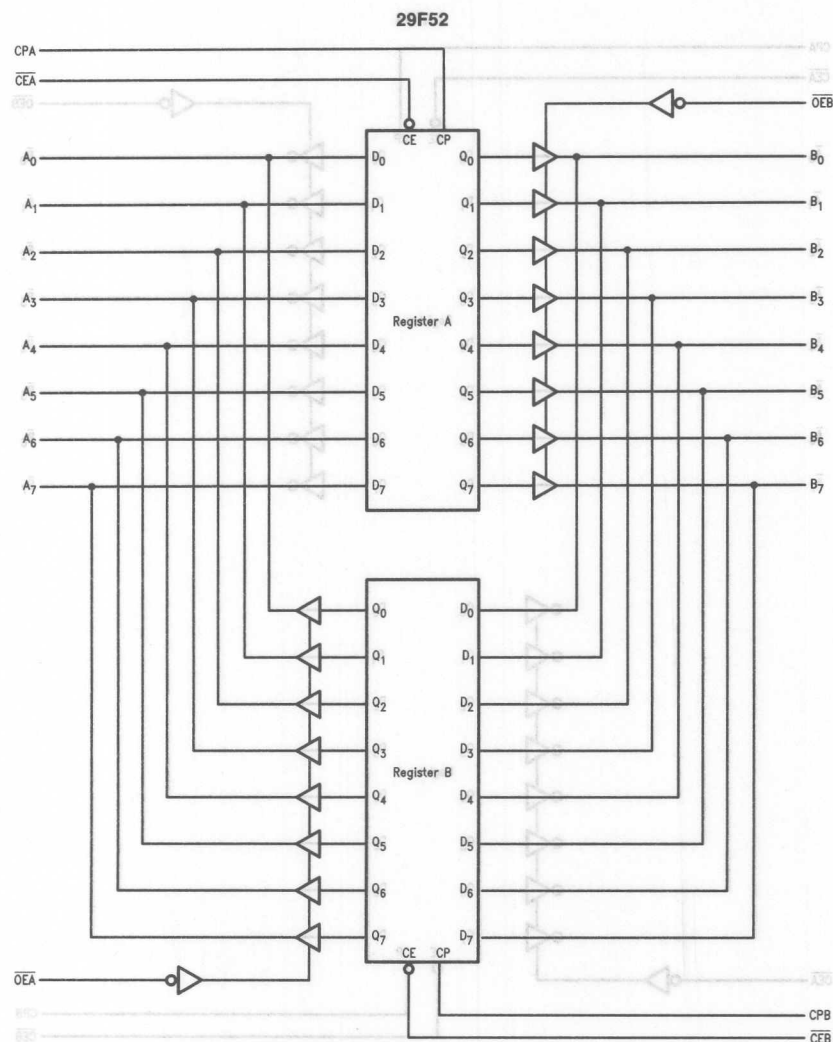 29F52
CPA
CEA
OEB
CE CP
A₀ D₀ Q₀ B₀
A₁ D₁ Q₁ B₁
A₂ D₂ Q₂ B₂
A₃ D₃ Q₃ B₃
Register A
A₄ D₄ Q₄ B₄
A₅ D₅ Q₅ B₅
A₆ D₆ Q₆ B₆
A₇ D₇ Q₇ B₇
Q₀ D₀
Q₁ D₁
Q₂ D₂
Q₃ D₃
Register B
Q₄ D₄
Q₅ D₅
Q₆ D₆
Q₇ D₇
CE CP
OEA
CPB
CEB